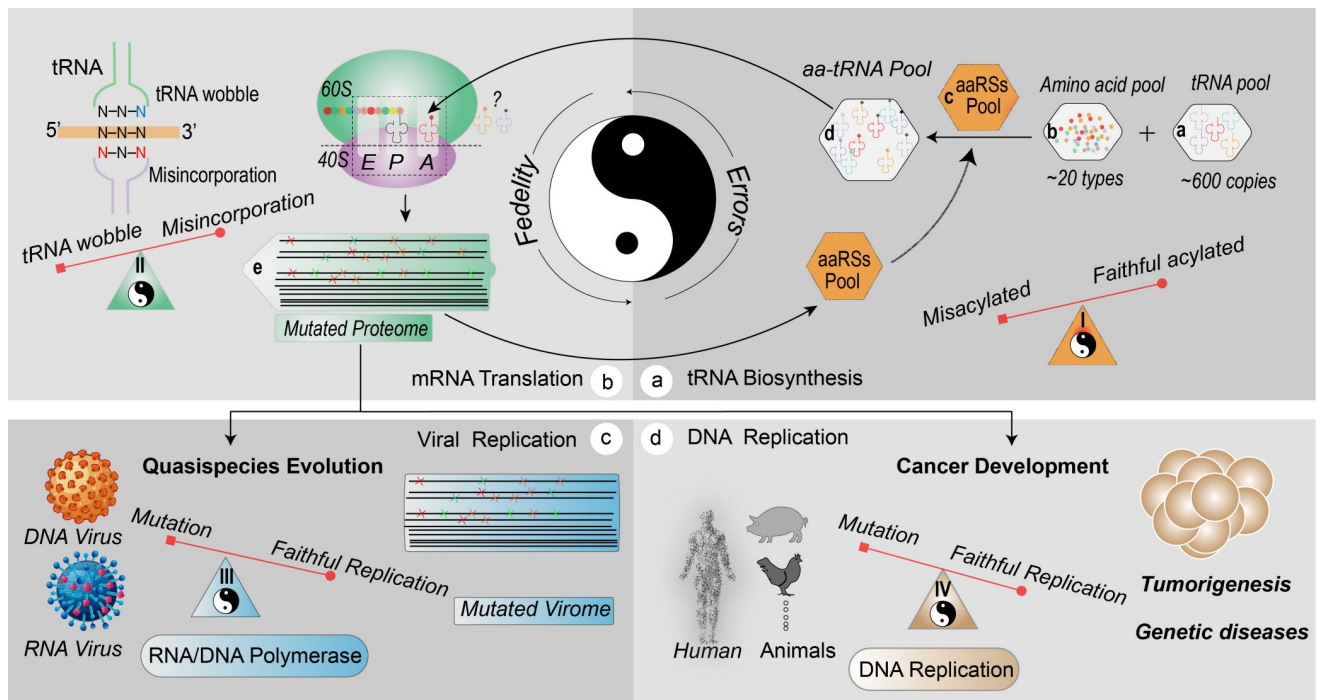 tRNA
tRNA wobble
N-N-N
5’
N-N-N
3’
N-N-N
Misincorporation
tRNA wobble
Misincorporation
II
60S
?
40S
E P A
e
Mutated Proteome
mRNA Translation
b
Fedelity
Errors
aa-tRNA Pool
d
c
aaRSs
Pool
Amino acid pool
b
~20 types
+
tRNA pool
a
~600 copies
aaRSs
Pool
Misacylated
Faithful acylated
I
a
tRNA Biosynthesis
Viral Replication
c
Quasispecies Evolution
DNA Virus
RNA Virus
Mutation
Faithful Replication
III
Mutated Virome
RNA/DNA Polymerase
d
DNA Replication
Cancer Development
Human
Animals
Mutation
Faithful Replication
IV
DNA Replication
Tumorigenesis
Genetic diseases